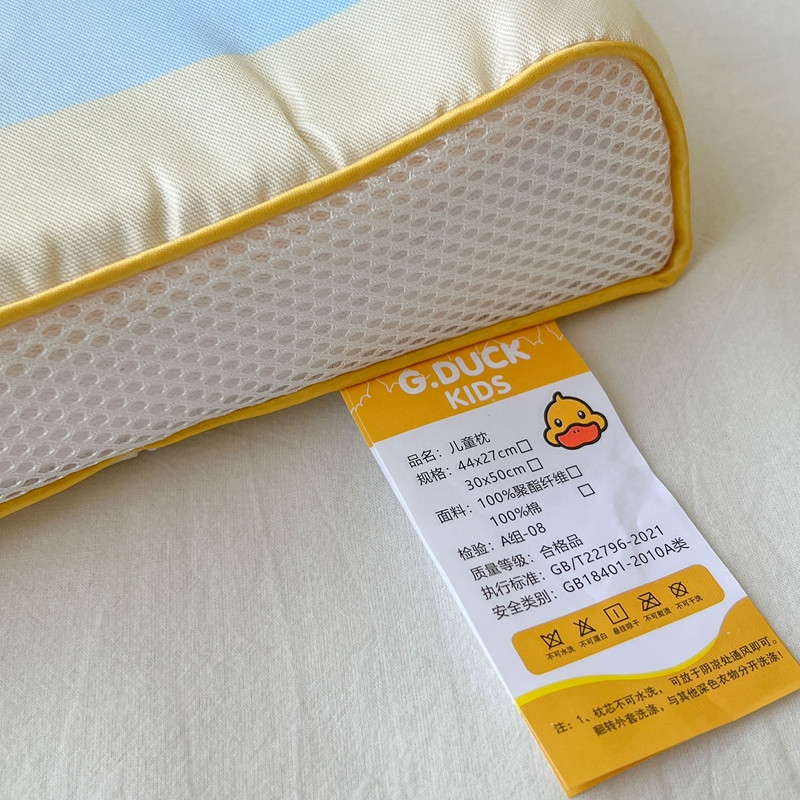 G.DUCK
KIDS
品名：儿童枕
规格：44x27cm□
30x50cm□
面料：100%聚酯纤维□
100%棉 □
检验：A组-08
质量等级：合格品
执行标准：GB/T22796-2021
安全类别：GB18401-2010A类
不可水洗 不可漂白 悬挂晾干 不可熨烫 不可干洗
注：1、枕芯不可水洗，可放于阴凉处通风即可。
翻转外套洗涤，与其他深色衣物分开洗涤！